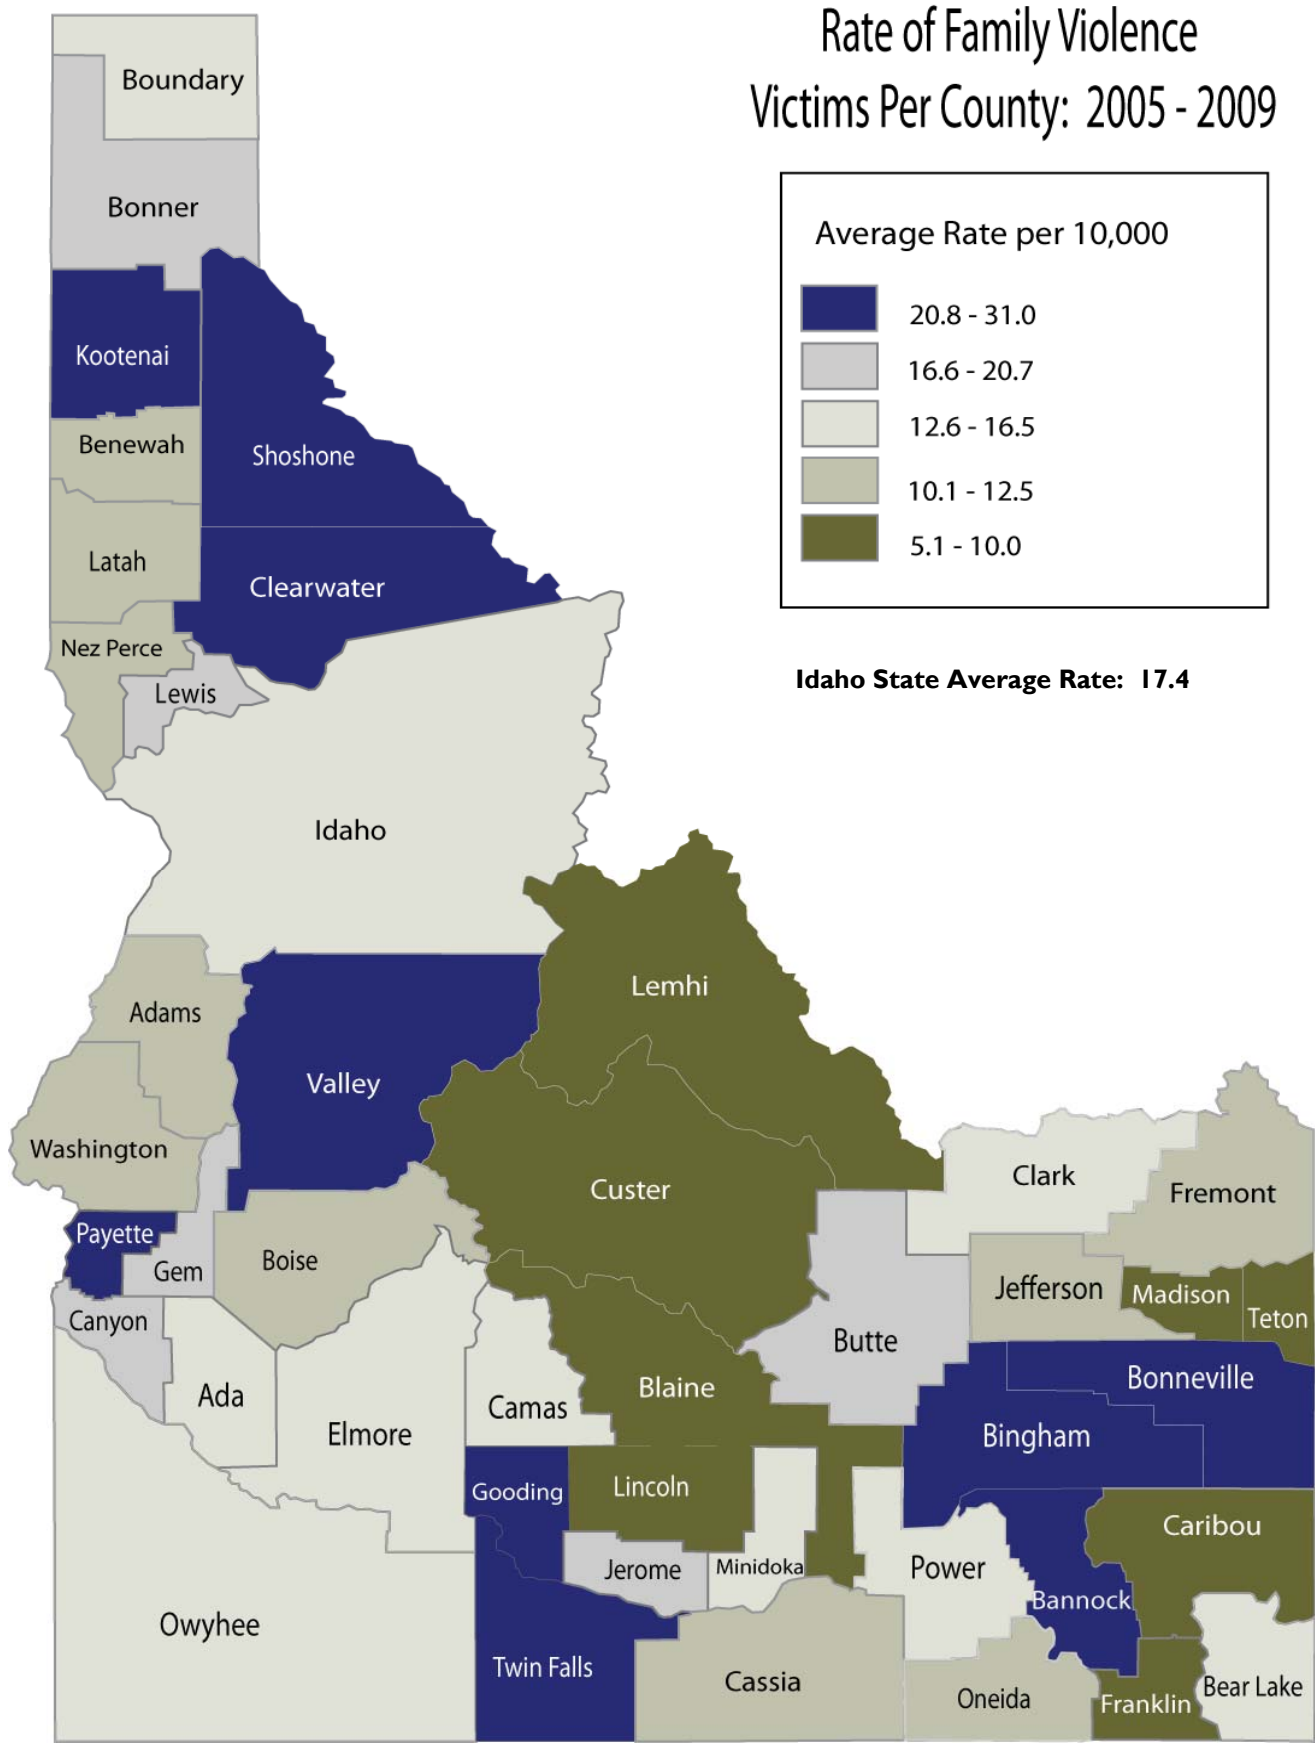 Rate of Family Violence
Victims Per County: 2005 - 2009
Average Rate per 10,000
20.8 - 31.0
16.6 - 20.7
12.6 - 16.5
10.1 - 12.5
5.1 - 10.0
Idaho State Average Rate: 17.4
Boundary
Bonner
Kootenai
Benewah
Shoshone
Latah
Clearwater
Nez Perce
Lewis
Idaho
Lemhi
Adams
Valley
Washington
Custer
Clark
Fremont
Payette
Boise
Gem
Jefferson
Madison
Teton
Canyon
Butte
Bonneville
Ada
Blaine
Camas
Elmore
Bingham
Gooding
Lincoln
Caribou
Jerome
Minidoka
Power
Bannock
Owyhee
Twin Falls
Cassia
Oneida
Franklin
Bear Lake